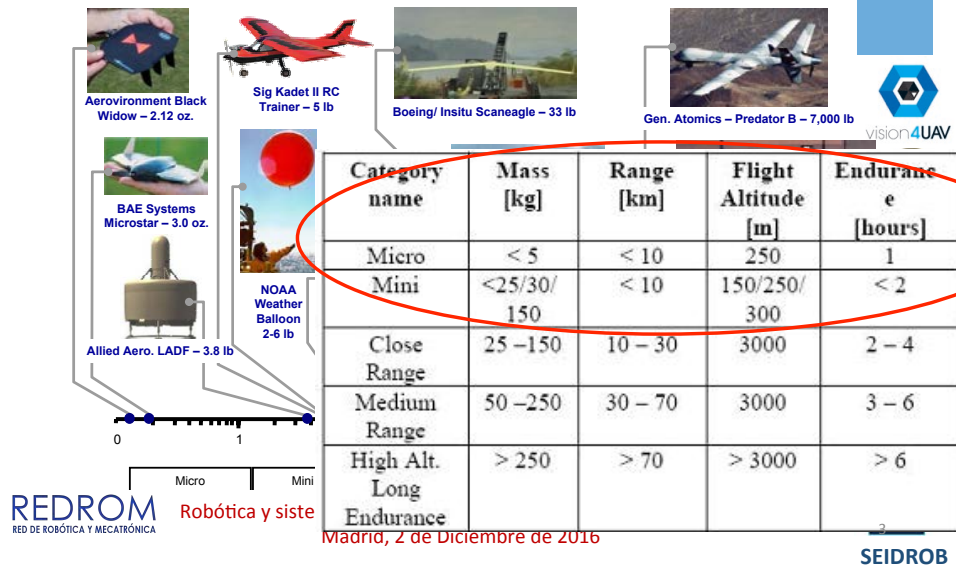 Aerovironment Black
Widow – 2.12 oz.
Sig Kadet II RC
Trainer – 5 lb
Boeing/ Insitu Scaneagle – 33 lb
Gen. Atomics – Predator B – 7,000 lb
vision4UAV
BAE Systems
Microstar – 3.0 oz.
NOAA
Weather
Balloon
2-6 lb
Allied Aero. LADF – 3.8 lb
Category name Mass [kg] Range [km] Flight Altitude [m] Enduranc e [hours]
Micro < 5 < 10 250 1
Mini <25/30/ 150 < 10 150/250/ 300 < 2
Close Range 25 –150 10 – 30 3000 2 – 4
Medium Range 50 –250 30 – 70 3000 3 – 6
High Alt. Long Endurance > 250 > 70 > 3000 > 6
0 1
Micro Mini
REDROM
RED DE ROBÓTICA Y MECATRÓNICA
Robótica y siste
Madrid, 2 de Diciembre de 2016
3
SEIDROB